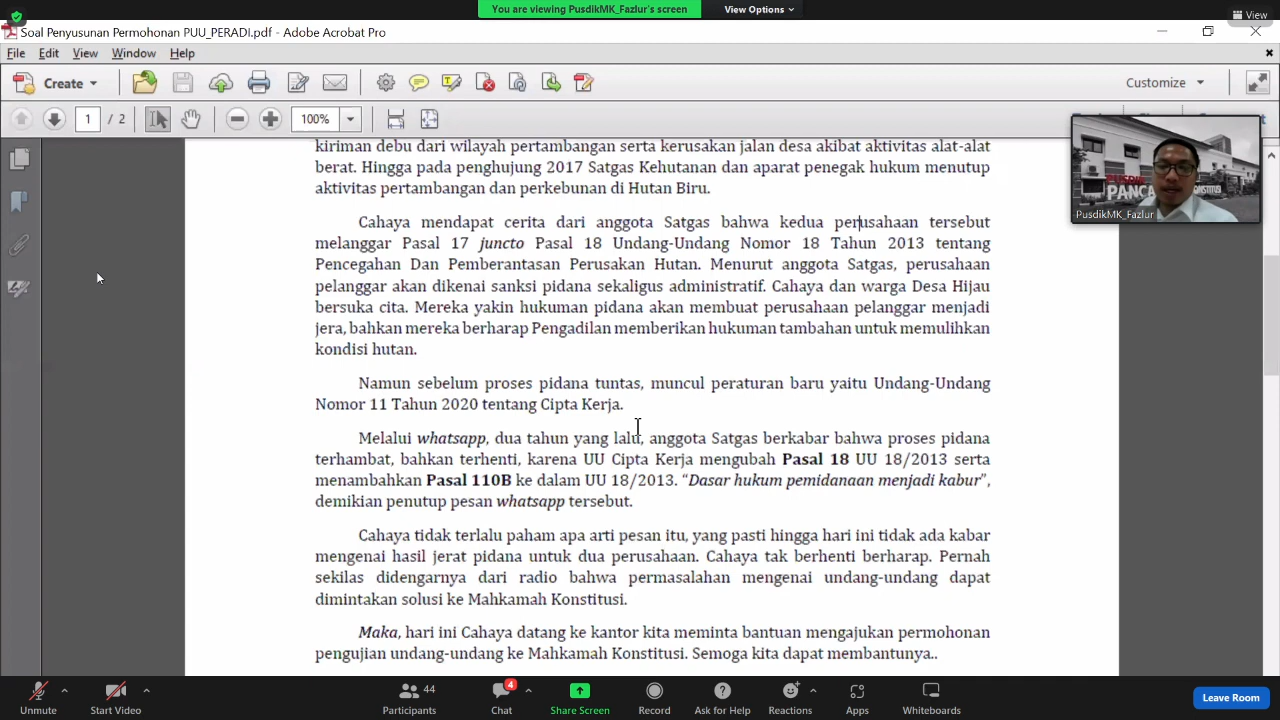 You are viewing PusdikMK_Fazlur's screen
View Options
View
Soal Penyusunan Permohonan PUU_PERADI.pdf - Adobe Acrobat Pro
File Edit View Window Help
Create
Customize
1 / 2
100%
kiriman debu dari wilayah pertambangan serta kerusakan jalan desa akibat aktivitas alat-alat
berat. Hingga pada penghujung 2017 Satgas Kehutanan dan aparat penegak hukum menutup
aktivitas pertambangan dan perkebunan di Hutan Biru.
Cahaya mendapat cerita dari anggota Satgas bahwa kedua perusahaan tersebut
melanggar Pasal 17 juncto Pasal 18 Undang-Undang Nomor 18 Tahun 2013 tentang
Pencegahan Dan Pemberantasan Perusakan Hutan. Menurut anggota Satgas, perusahaan
pelanggar akan dikenai sanksi pidana sekaligus administratif. Cahaya dan warga Desa Hijau
bersuka cita. Mereka yakin hukuman pidana akan membuat perusahaan pelanggar menjadi
jera, bahkan mereka berharap Pengadilan memberikan hukuman tambahan untuk memulihkan
kondisi hutan.
Namun sebelum proses pidana tuntas, muncul peraturan baru yaitu Undang-Undang
Nomor 11 Tahun 2020 tentang Cipta Kerja.
Melalui whatsapp, dua tahun yang lalu, anggota Satgas berkabar bahwa proses pidana
terhambat, bahkan terhenti, karena UU Cipta Kerja mengubah Pasal 18 UU 18/2013 serta
menambahkan Pasal 110B ke dalam UU 18/2013. “Dasar hukum pemidanaan menjadi kabur”,
demikian penutup pesan whatsapp tersebut.
Cahaya tidak terlalu paham apa arti pesan itu, yang pasti hingga hari ini tidak ada kabar
mengenai hasil jerat pidana untuk dua perusahaan. Cahaya tak berhenti berharap. Pernah
sekilas didengarnya dari radio bahwa permasalahan mengenai undang-undang dapat
dimintakan solusi ke Mahkamah Konstitusi.
Maka, hari ini Cahaya datang ke kantor kita meminta bantuan mengajukan permohonan
pengujian undang-undang ke Mahkamah Konstitusi. Semoga kita dapat membantunya..
PUSDIK
PANCA
PusdikMK_Fazlur
Unmute
Start Video
44
Participants
4
Chat
Share Screen
Record
Ask for Help
Reactions
Apps
Whiteboards
Leave Room